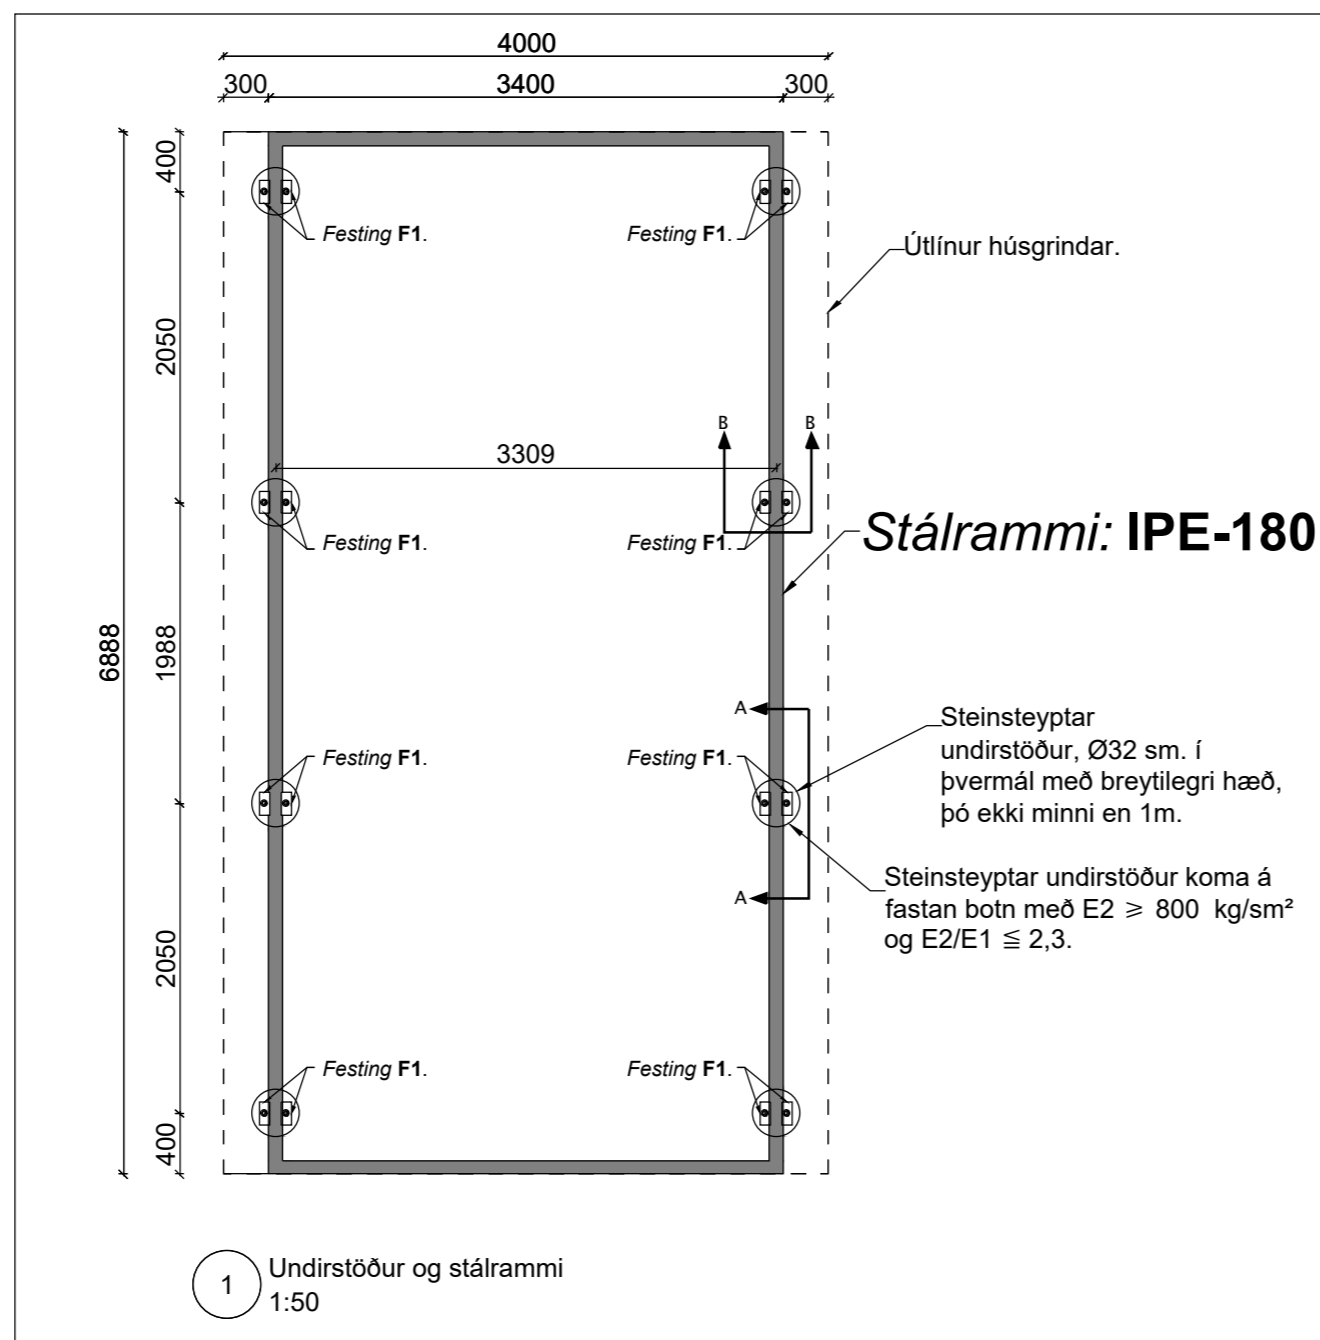 4000
300
3400
300
400
Festing F1.
Festing F1.
Útlínur húsgrindar.
2050
B
B
3309
Stálrammi: IPE-180
Festing F1.
Festing F1.
6888
1988
A
Steinsteyptar
undirstöður, Ø32 sm. í
þvermál með breytilegri hæð,
þó ekki minni en 1m.
Festing F1.
Festing F1.
A
Steinsteyptar undirstöður koma á
fastan botn með E2 ≥ 800 kg/sm²
og E2/E1 ≦ 2,3.
2050
Festing F1.
Festing F1.
400
1
Undirstöður og stálrammi
1:50